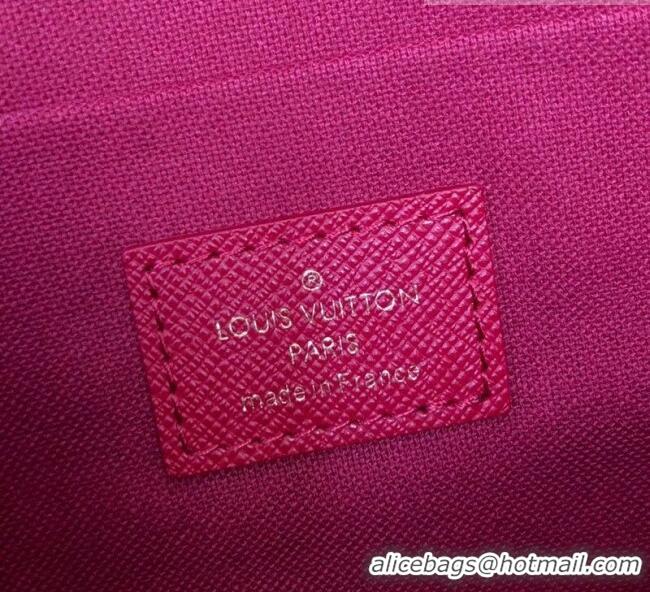 ®
LOUIS VUITTON
PARIS
made in France
alicebags@hotmail.com